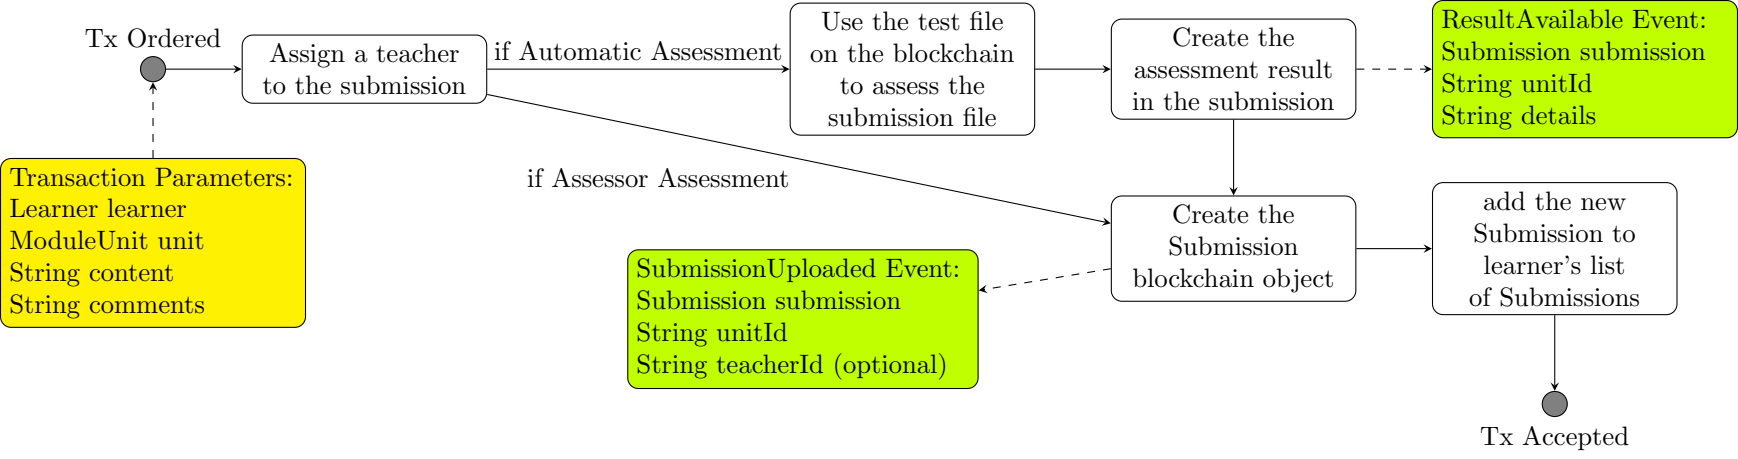 Tx Ordered
Assign a teacher
to the submission
if Automatic Assessment
Use the test file
on the blockchain
to assess the
submission file
Create the
assessment result
in the submission
ResultAvailable Event:
Submission submission
String unitId
String details
Transaction Parameters:
Learner learner
ModuleUnit unit
String content
String comments
if Assessor Assessment
Create the
Submission
blockchain object
add the new
Submission to
learner's list
of Submissions
SubmissionUploaded Event:
Submission submission
String unitId
String teacherId (optional)
Tx Accepted